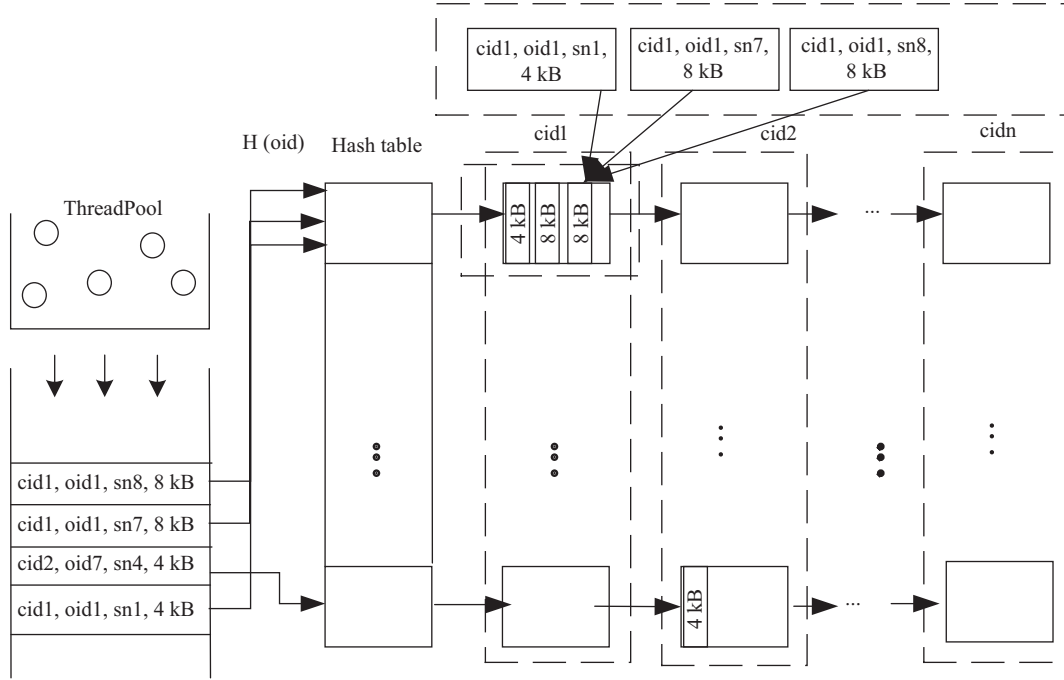 cid1, oid1, sn1,
4 kB
cid1, oid1, sn7,
8 kB
cid1, oid1, sn8,
8 kB
H (oid)
Hash table
cid1
cid2
cidn
ThreadPool
4 kB
8 kB
8 kB
...
cid1, oid1, sn8, 8 kB
cid1, oid1, sn7, 8 kB
cid2, oid7, sn4, 4 kB
cid1, oid1, sn1, 4 kB
4 kB
...